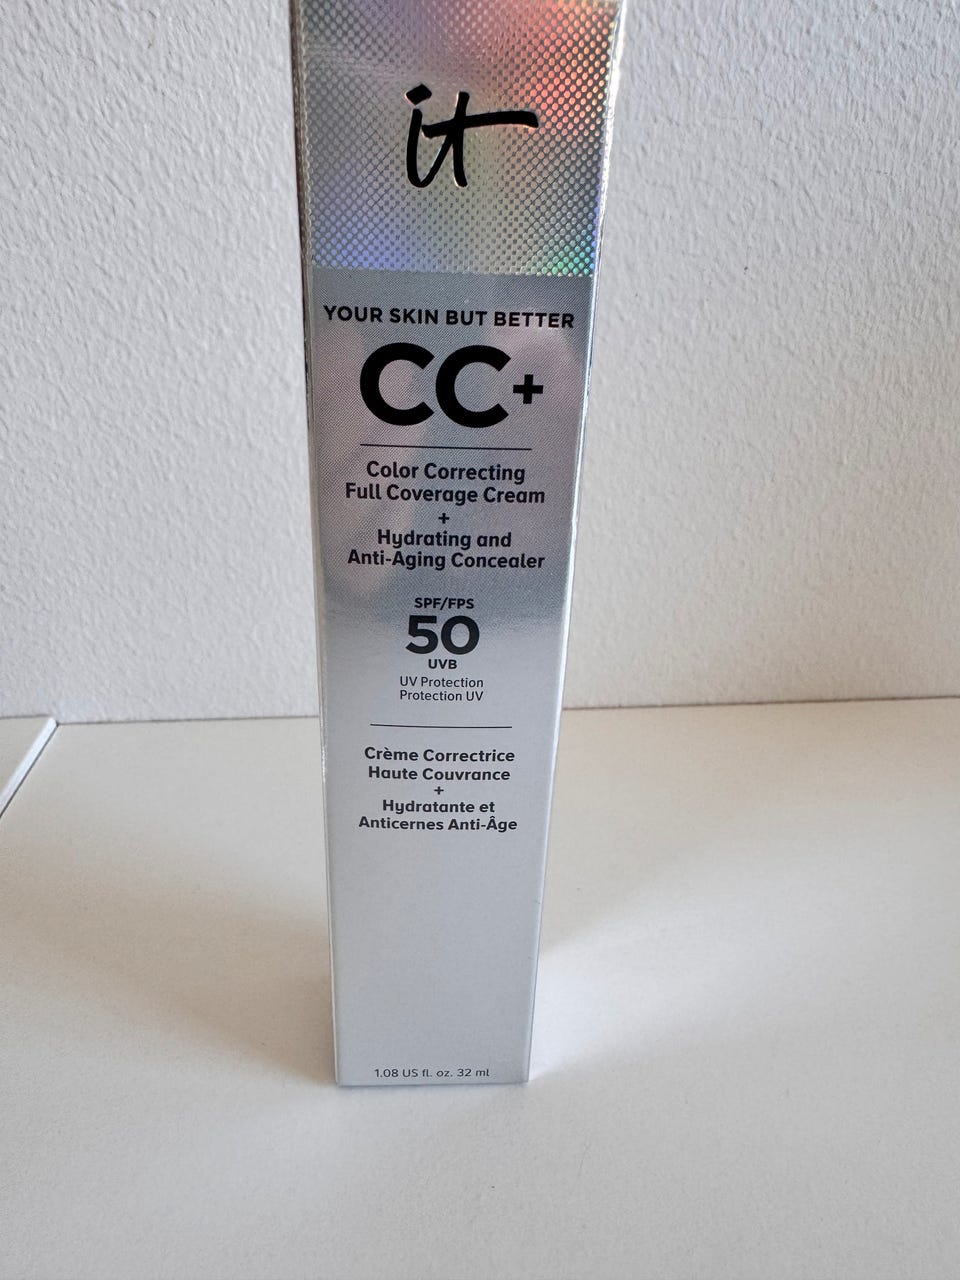 it
YOUR SKIN BUT BETTER
CC+
Color Correcting
Full Coverage Cream
+
Hydrating and
Anti-Aging Concealer
SPF/FPS
50
UVB
UV Protection
Protection UV
Crème Correctrice
Haute Couvrance
+
Hydratante et
Anticernes Anti-Âge
1.08 US fl. oz. 32 ml